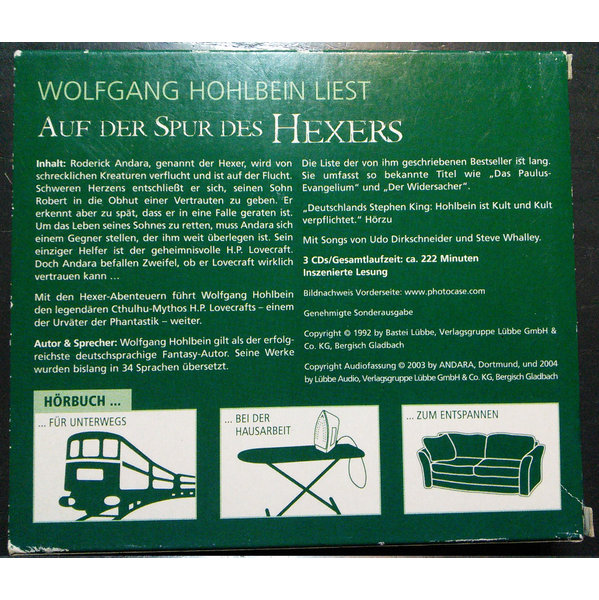 WOLFGANG HOHLBEIN LIEST
AUF DER SPUR DES HEXERS
Inhalt: Roderick Andara, genannt der Hexer, wird von
schrecklichen Kreaturen verflucht und ist auf der Flucht.
Schweren Herzens entschließt er sich, seinen Sohn
Robert in die Obhut einer Vertrauten zu geben. Er
erkennt aber zu spät, dass er in eine Falle geraten ist.
Um das Leben seines Sohnes zu retten, muss Andara sich
einem Gegner stellen, der ihm weit überlegen ist. Sein
einziger Helfer ist der geheimnisvolle H.P. Lovecraft.
Doch Andara befallen Zweifel, ob er Lovecraft wirklich
vertrauen kann ...
Mit den Hexer-Abenteuern führt Wolfgang Hohlbein
den legendären Cthulhu-Mythos H.P. Lovecrafts – einem
der Urväter der Phantastik – weiter.
Autor & Sprecher: Wolfgang Hohlbein gilt als der erfolg-
reichste deutschsprachige Fantasy-Autor. Seine Werke
wurden bislang in 34 Sprachen übersetzt.
Die Liste der von ihm geschriebenen Bestseller ist lang.
Sie umfasst so bekannte Titel wie „Das Paulus-
Evangelium“ und „Der Widersacher“.
„Deutschlands Stephen King: Hohlbein ist Kult und Kult
verpflichtet.“ Hörzu
Mit Songs von Udo Dirkschneider und Steve Whalley.
3 CDs/Gesamtlaufzeit: ca. 222 Minuten
Inszenierte Lesung
Bildnachweis Vorderseite: www.photocase.com
Genehmigte Sonderausgabe
Copyright © 1992 by Bastei Lübbe, Verlagsgruppe Lübbe GmbH &
Co. KG, Bergisch Gladbach
Copyright Audiofassung © 2003 by ANDARA, Dortmund, und 2004
by Lübbe Audio, Verlagsgruppe Lübbe GmbH & Co. KG, Bergisch Gladbach
HÖRBUCH ...
... FÜR UNTERWEGS
... BEI DER
HAUSARBEIT
... ZUM ENTSPANNEN